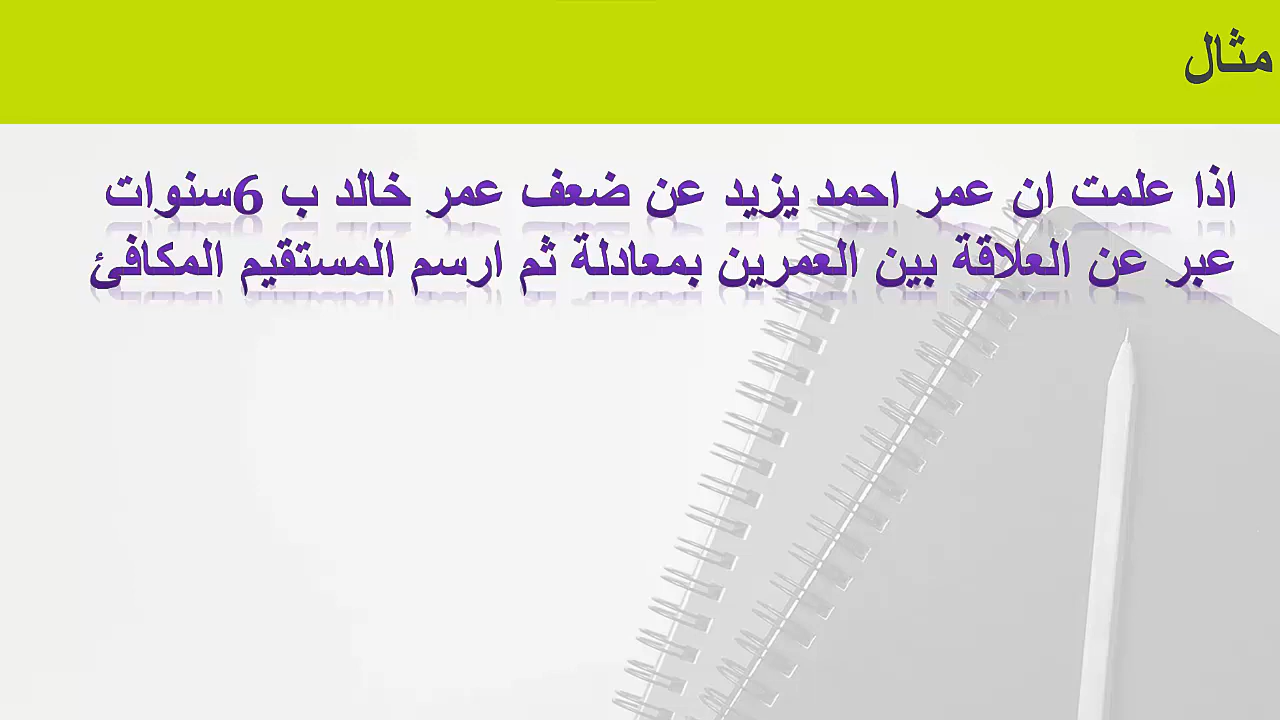 مثال
اذا علمت ان عمر احمد يزيد عن ضعف عمر خالد ب 6سنوات
عبر عن العلاقة بين العمرين بمعادلة ثم ارسم المستقيم المكافئ